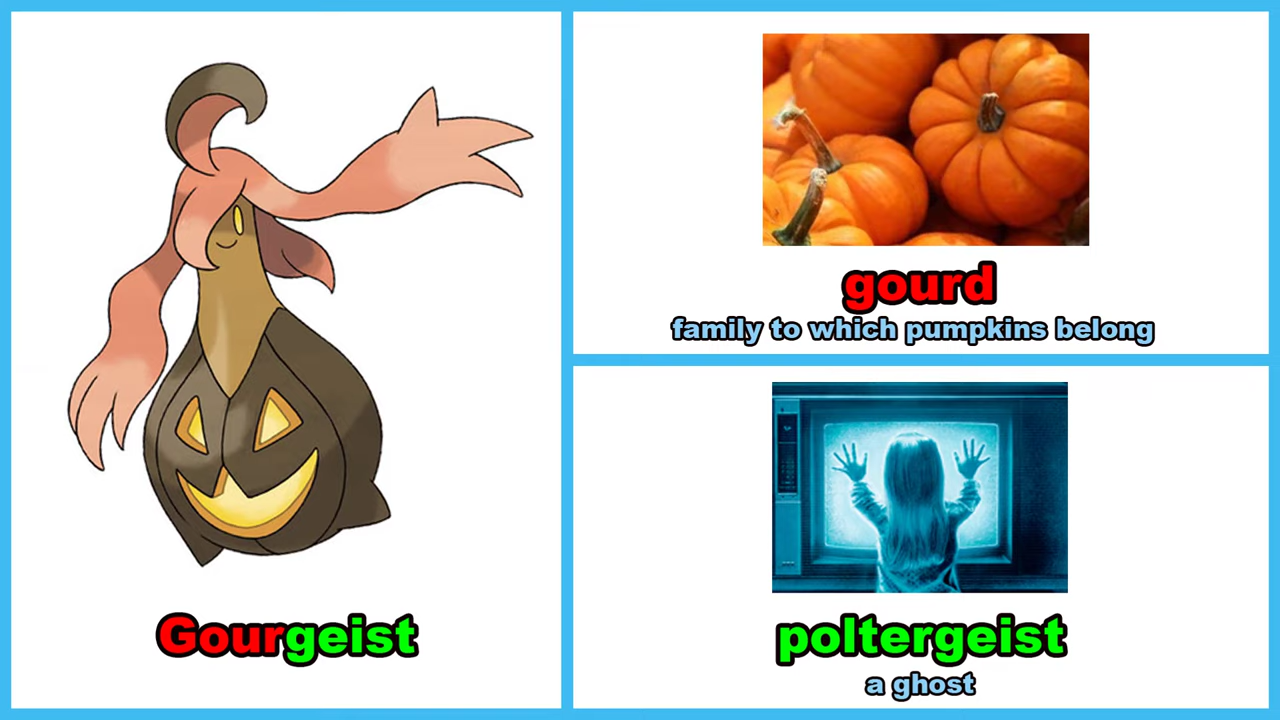 gourd
family to which pumpkins belong
Gourgeist
poltergeist
a ghost